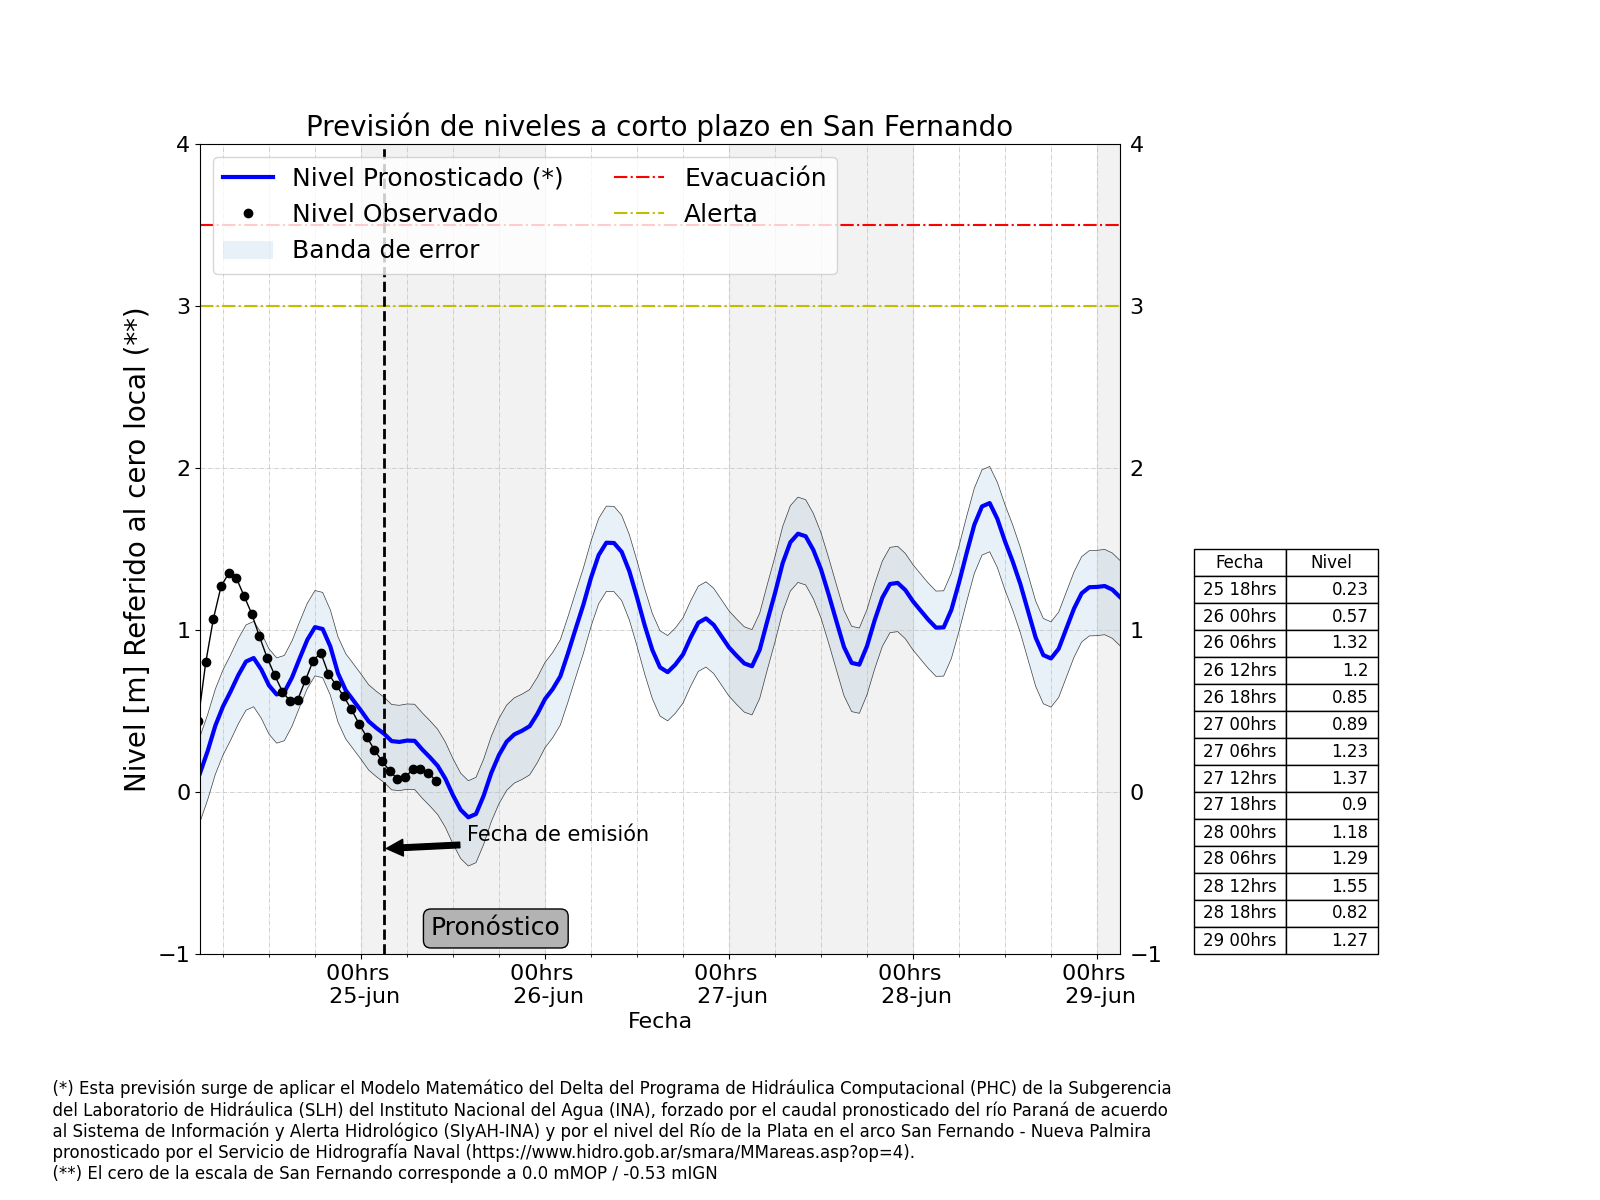 Previsión de niveles a corto plazo en San Fernando
Nivel Pronosticado (*)
Nivel Observado
Banda de error
Evacuación
Alerta
Nivel [m] Referido al cero local (**)
4
3
2
1
0
−1
4
3
2
1
0
−1
Fecha de emisión
Pronóstico
00hrs
25-jun
00hrs
26-jun
00hrs
27-jun
00hrs
28-jun
00hrs
29-jun
Fecha
Fecha Nivel
25 18hrs 0.23
26 00hrs 0.57
26 06hrs 1.32
26 12hrs 1.2
26 18hrs 0.85
27 00hrs 0.89
27 06hrs 1.23
27 12hrs 1.37
27 18hrs 0.9
28 00hrs 1.18
28 06hrs 1.29
28 12hrs 1.55
28 18hrs 0.82
29 00hrs 1.27
(*) Esta previsión surge de aplicar el Modelo Matemático del Delta del Programa de Hidráulica Computacional (PHC) de la Subgerencia
del Laboratorio de Hidráulica (SLH) del Instituto Nacional del Agua (INA), forzado por el caudal pronosticado del río Paraná de acuerdo
al Sistema de Información y Alerta Hidrológico (SIyAH-INA) y por el nivel del Río de la Plata en el arco San Fernando - Nueva Palmira
pronosticado por el Servicio de Hidrografía Naval (https://www.hidro.gob.ar/smara/MMareas.asp?op=4).
(**) El cero de la escala de San Fernando corresponde a 0.0 mMOP / -0.53 mIGN